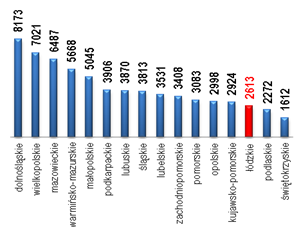 8173
7021
6487
5668
5045
3906
3870
3813
3531
3408
3083
2998
2924
2613
2272
1612
dolnośląskie
wielkopolskie
mazowieckie
warmińsko-mazurskie
małopolskie
podkarpackie
lubuskie
śląskie
lubelskie
zachodniopomorskie
pomorskie
opolskie
kujawsko-pomorskie
łódzkie
podlaskie
świętokrzyskie